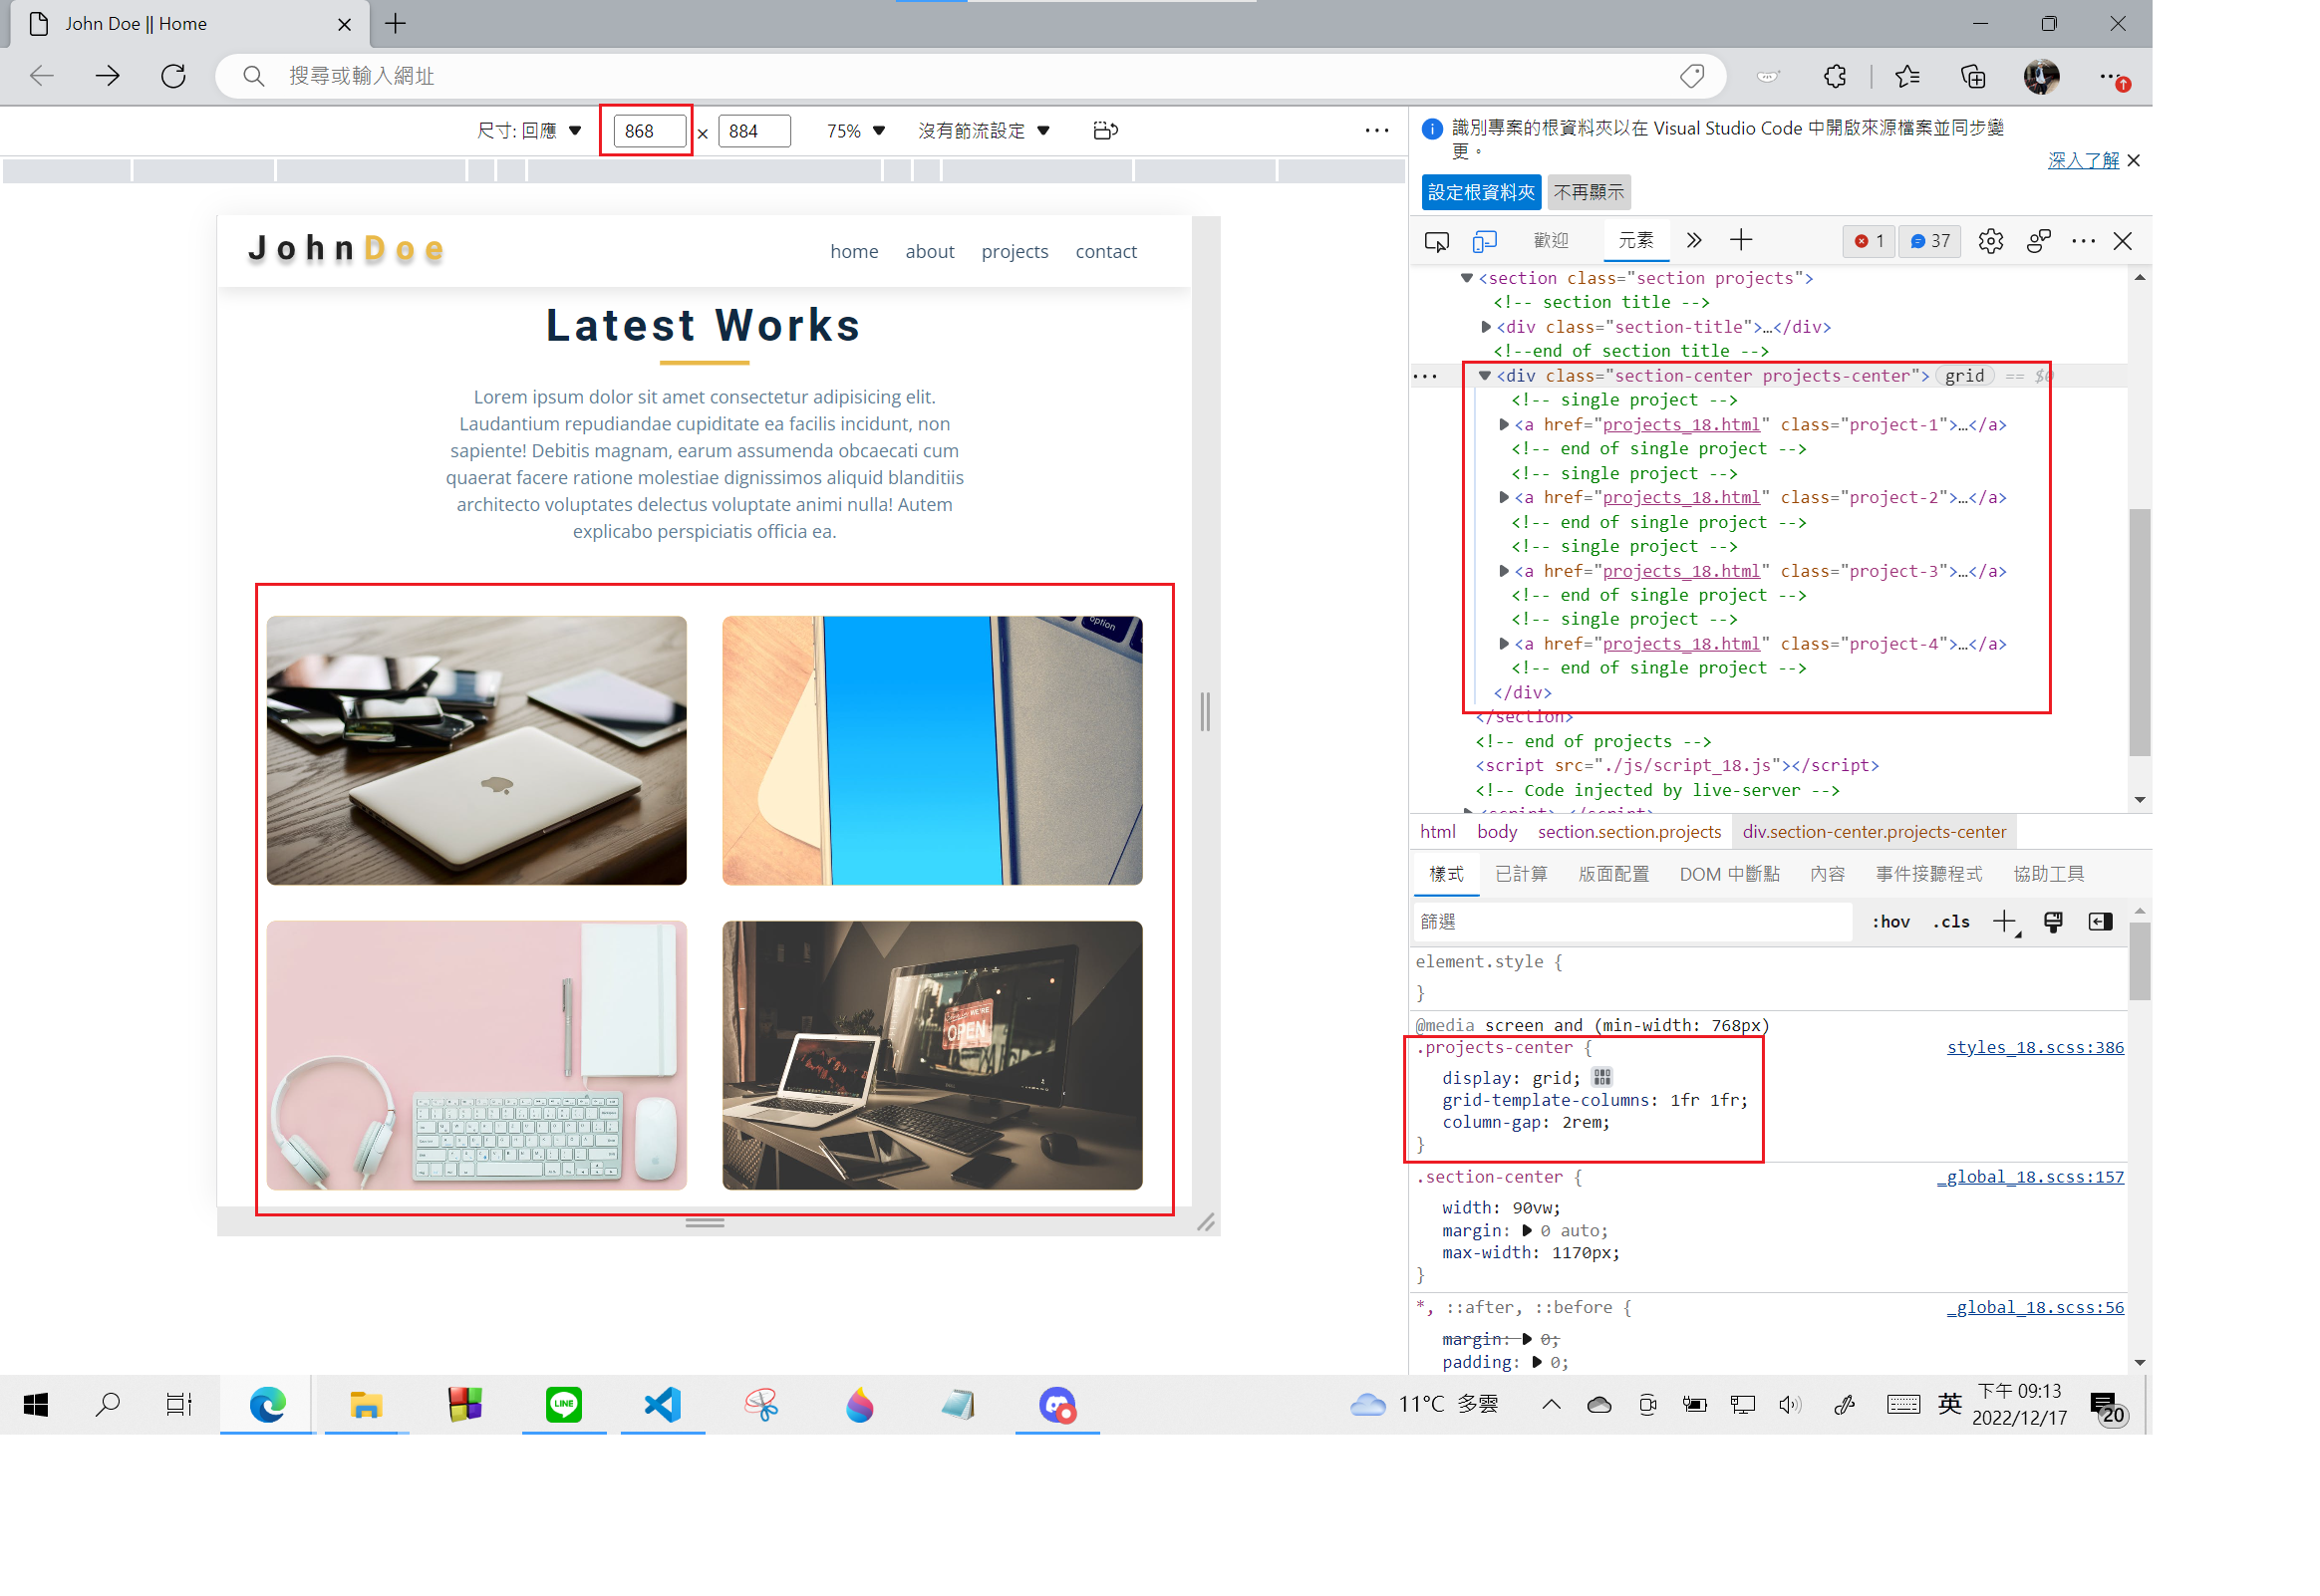 John Doe || Home
搜尋或輸入網址
尺寸: 回應
868
×
884
75%
沒有節流設定
JohnDoe
home
about
projects
contact
Latest Works
Lorem ipsum dolor sit amet consectetur adipisicing elit.
Laudantium repudiandae cupiditate ea facilis incidunt, non
sapiente! Debitis magnam, earum assumenda obcaecati cum
quaerat facere ratione molestiae dignissimos aliquid blanditiis
architecto voluptates delectus voluptate animi nulla! Autem
explicabo perspiciatis officia ea.
option
WE'RE
OPEN
識別專案的根資料夾以在 Visual Studio Code 中開啟來源檔案並同步變
更。
深入了解
設定根資料夾
不再顯示
歡迎
元素
1
37
<section class="section projects">
<!-- section title -->
<div class="section-title">…</div>
<!--end of section title -->
<div class="section-center projects-center"> grid == $0
<!-- single project -->
<a href="projects_18.html" class="project-1">…</a>
<!-- end of single project -->
<!-- single project -->
<a href="projects_18.html" class="project-2">…</a>
<!-- end of single project -->
<!-- single project -->
<a href="projects_18.html" class="project-3">…</a>
<!-- end of single project -->
<!-- single project -->
<a href="projects_18.html" class="project-4">…</a>
<!-- end of single project -->
</div>
</section>
<!-- end of projects -->
<script src="./js/script_18.js"></script>
<!-- Code injected by live-server -->
<script>…</script>
html body section.section.projects div.section-center.projects-center
樣式 已計算 版面配置 DOM 中斷點 內容 事件接聽程式 協助工具
篩選
:hov .cls
element.style {
}
@media screen and (min-width: 768px)
.projects-center { styles_18.scss:386
display: grid;
grid-template-columns: 1fr 1fr;
column-gap: 2rem;
}
.section-center { _global_18.scss:157
width: 90vw;
margin: 0 auto;
max-width: 1170px;
}
*, ::after, ::before { _global_18.scss:56
margin: 0;
padding: 0;
LINE
11°C 多雲
英
下午 09:13
2022/12/17
20